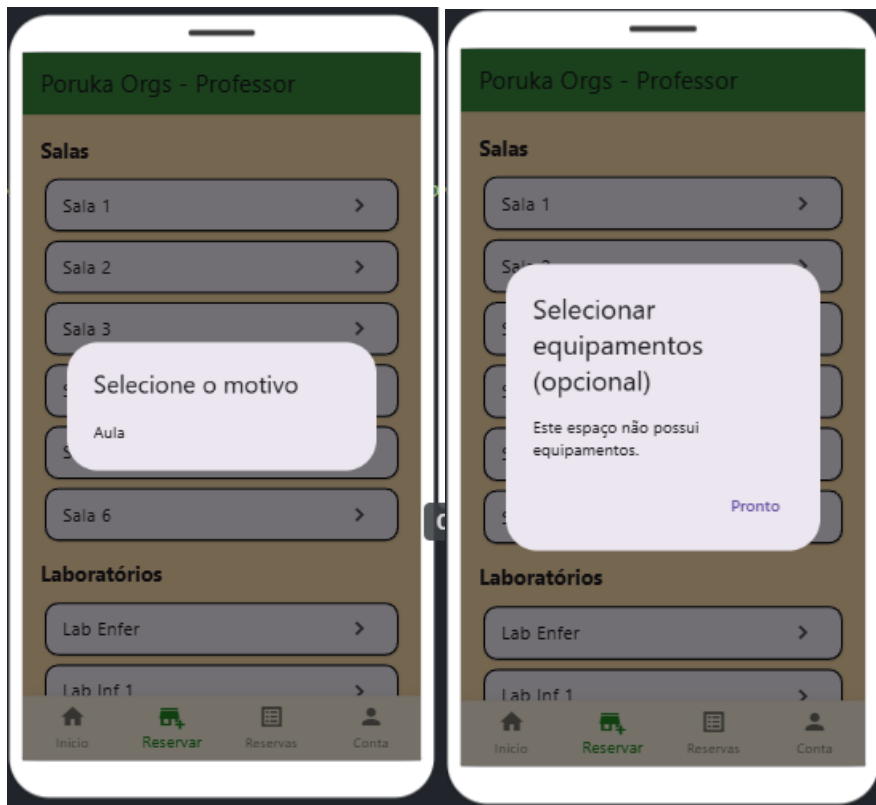 Poruka Orgs - Professor
Salas
Sala 1
Sala 2
Sala 3
Selecione o motivo
Aula
Sala 6
Laboratórios
Lab Enfer
Lab Inf 1
Inicio
Reservar
Reservas
Conta
Poruka Orgs - Professor
Salas
Sala 1
Selecionar
equipamentos
(opcional)
Este espaço não possui
equipamentos.
Pronto
Laboratórios
Lab Enfer
Lab Inf 1
Inicio
Reservar
Reservas
Conta